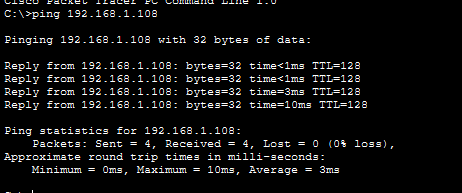 Cisco Packet Tracer PC Command Line 1.0
C:\>ping 192.168.1.108
Pinging 192.168.1.108 with 32 bytes of data:
Reply from 192.168.1.108: bytes=32 time<1ms TTL=128
Reply from 192.168.1.108: bytes=32 time<1ms TTL=128
Reply from 192.168.1.108: bytes=32 time=3ms TTL=128
Reply from 192.168.1.108: bytes=32 time=10ms TTL=128
Ping statistics for 192.168.1.108:
Packets: Sent = 4, Received = 4, Lost = 0 (0% loss),
Approximate round trip times in milli-seconds:
Minimum = 0ms, Maximum = 10ms, Average = 3ms